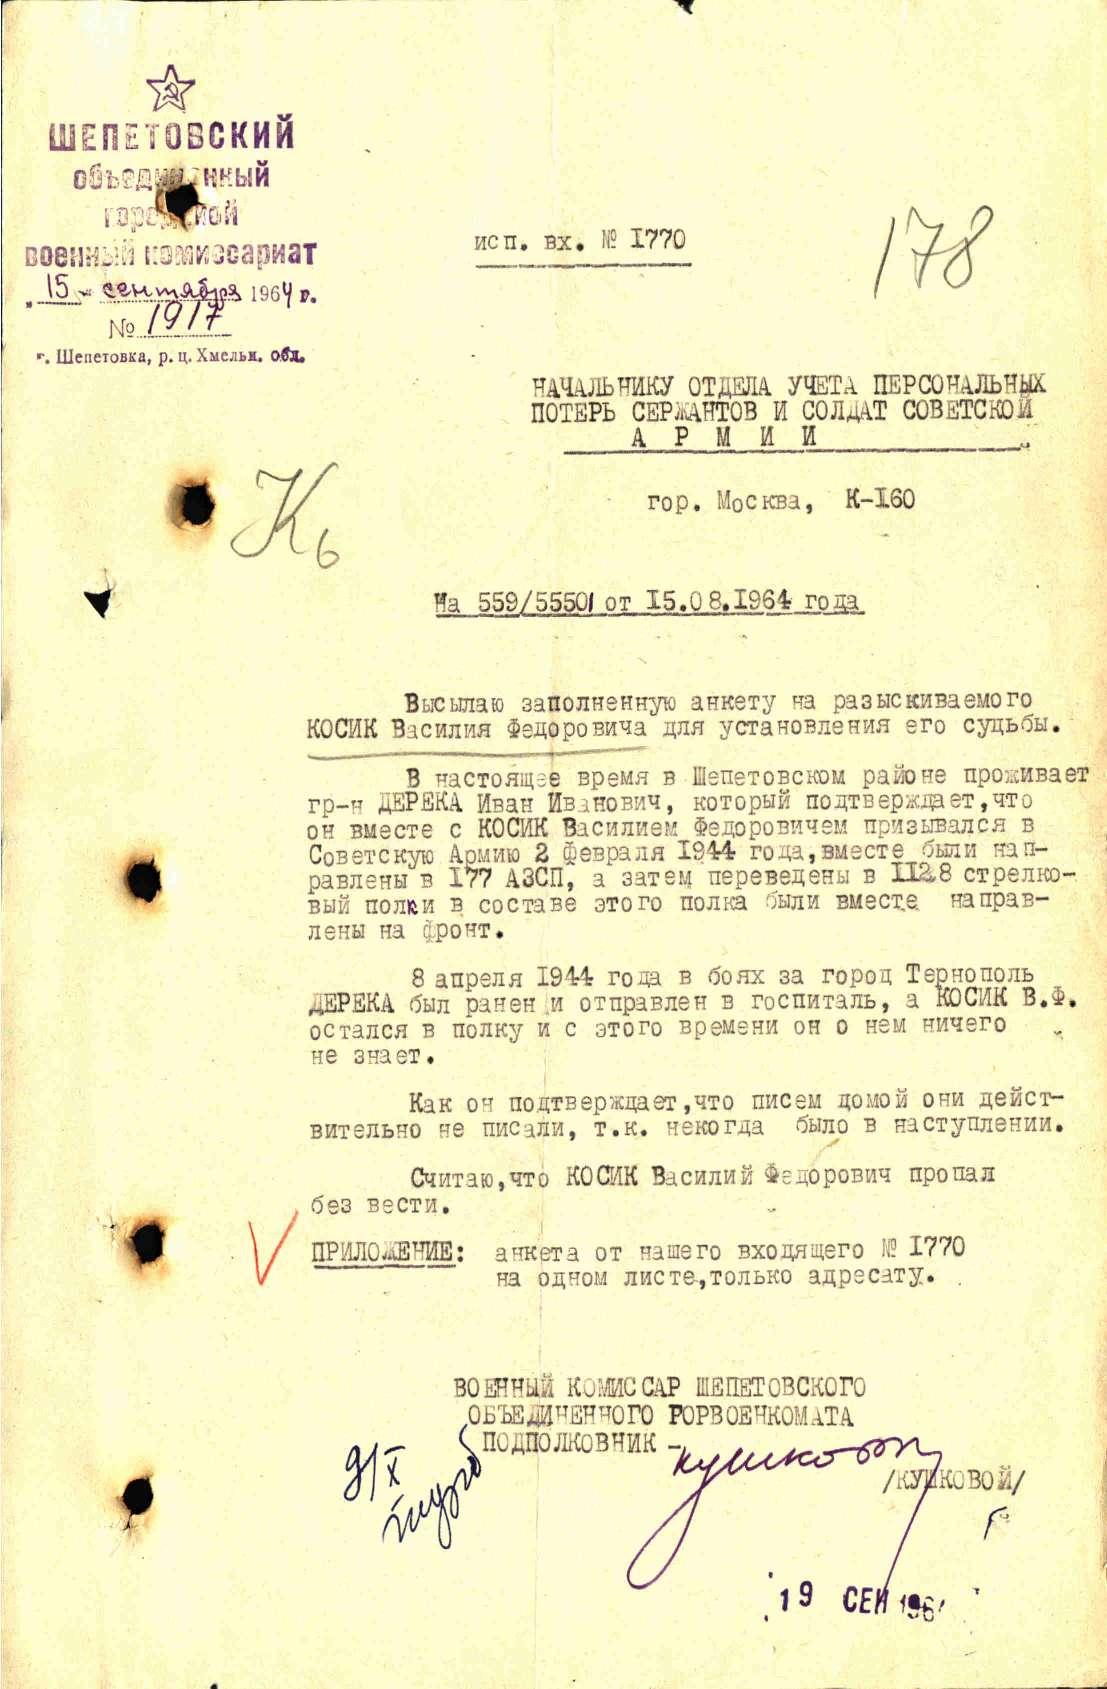 ШЕПЕТОВСКИЙ
объединенный
городской
военный комиссариат
„15" сентября 1964 г.
№ 1917
г. Шепетовка, р. ц. Хмельн. обл.
исп. вх. № 1770
178
НАЧАЛЬНИКУ ОТДЕЛА УЧЕТА ПЕРСОНАЛЬНЫХ
ПОТЕРЬ СЕРЖАНТОВ И СОЛДАТ СОВЕТСКОЙ
А Р М И И
гор. Москва, К-160
К6
На 559/55501 от 15.08.1964 года
Высылаю заполненную анкету на разыскиваемого
КОСИК Василия Федоровича для установления его судьбы.
В настоящее время в Шепетовском районе проживает
гр-н ДЕРЕКА Иван Иванович, который подтверждает,что
он вместе с КОСИК Василием Федоровичем призывался в
Советскую Армию 2 февраля 1944 года,вместе были нап-
равлены в 177 АЗСП, а затем переведены в 1128 стрелко-
вый полк и в составе этого полка были вместе направ-
лены на фронт.
8 апреля 1944 года в боях за город Тернополь
ДЕРЕКА был ранен и отправлен в госпиталь, а КОСИК В.Ф.
остался в полку и с этого времени он о нем ничего
не знает.
Как он подтверждает,что писем домой они дейст-
вительно не писали, т.к. некогда было в наступлении.
Считаю,что КОСИК Василий Федорович пропал
без вести.
ПРИЛОЖЕНИЕ: анкета от нашего входящего № 1770
на одном листе,только адресату.
ВОЕННЫЙ КОМИССАР ШЕПЕТОВСКОГО
ОБЪЕДИНЕННОГО ГОРВОЕНКОМАТА
ПОДПОЛКОВНИК -
/КУШКОВОЙ/
9/X
19 СЕН 196